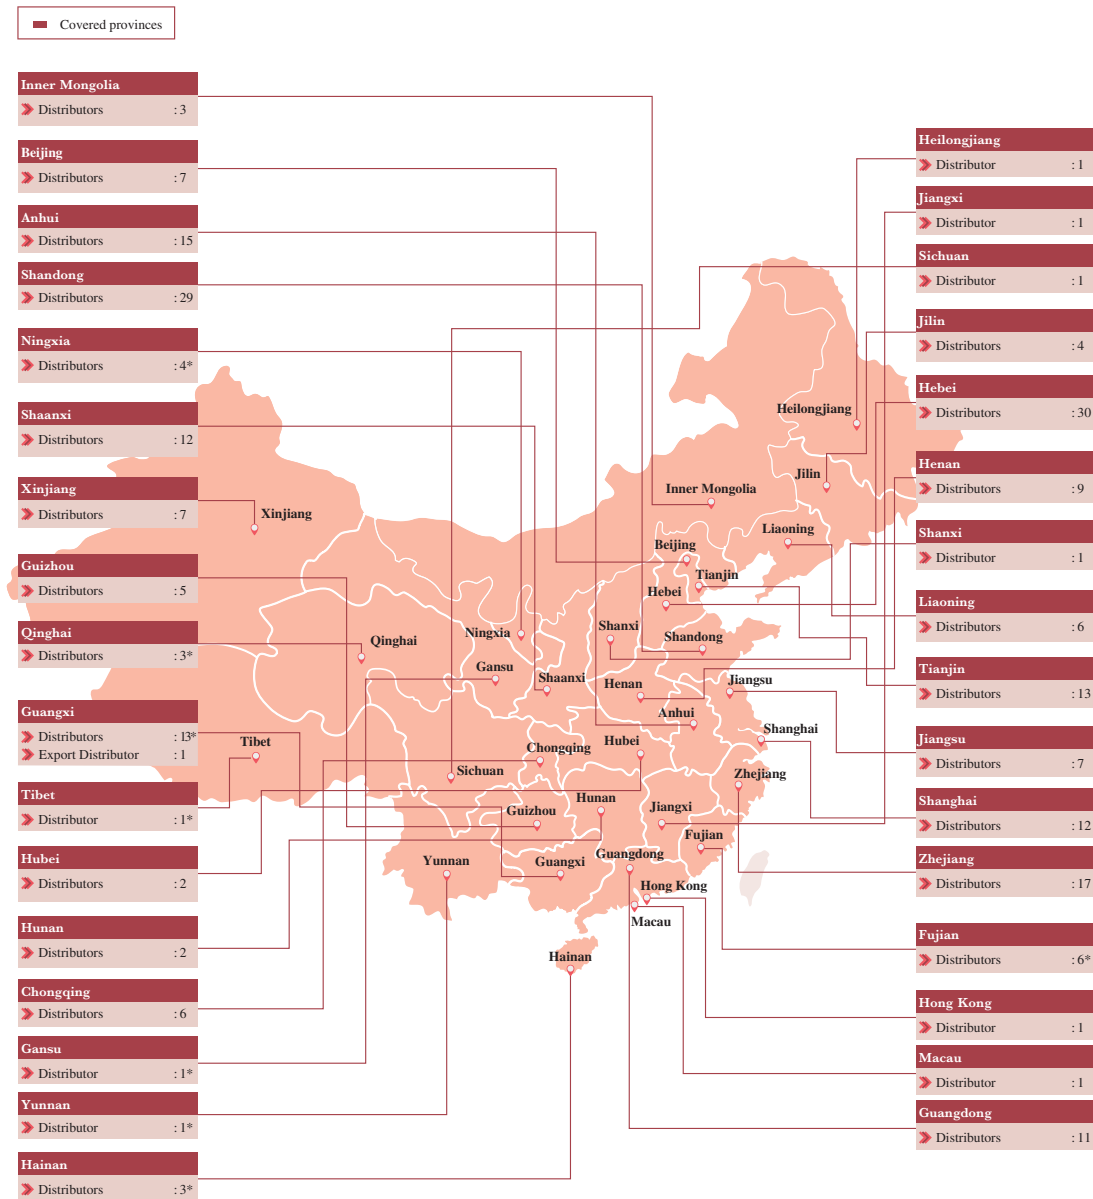 Covered provinces
Inner Mongolia
Distributors : 3
Beijing
Distributors : 7
Anhui
Distributors : 15
Shandong
Distributors : 29
Ningxia
Distributors : 4*
Shaanxi
Distributors : 12
Xinjiang
Distributors : 7
Guizhou
Distributors : 5
Qinghai
Distributors : 3*
Guangxi
Distributors : 13*
Export Distributor : 1
Tibet
Distributor : 1*
Hubei
Distributors : 2
Hunan
Distributors : 2
Chongqing
Distributors : 6
Gansu
Distributor : 1*
Yunnan
Distributor : 1*
Hainan
Distributors : 3*
Heilongjiang
Jilin
Inner Mongolia
Xinjiang
Liaoning
Beijing
Tianjin
Hebei
Shanxi
Ningxia
Shandong
Qinghai
Gansu
Shaanxi
Henan
Jiangsu
Anhui
Shanghai
Tibet
Chongqing
Hubei
Sichuan
Zhejiang
Hunan
Guizhou
Jiangxi
Fujian
Yunnan
Guangxi
Guangdong
Hong Kong
Macau
Hainan
Heilongjiang
Distributor : 1
Jiangxi
Distributor : 1
Sichuan
Distributor : 1
Jilin
Distributors : 4
Hebei
Distributors : 30
Henan
Distributors : 9
Shanxi
Distributor : 1
Liaoning
Distributors : 6
Tianjin
Distributors : 13
Jiangsu
Distributors : 7
Shanghai
Distributors : 12
Zhejiang
Distributors : 17
Fujian
Distributors : 6*
Hong Kong
Distributor : 1
Macau
Distributor : 1
Guangdong
Distributors : 11